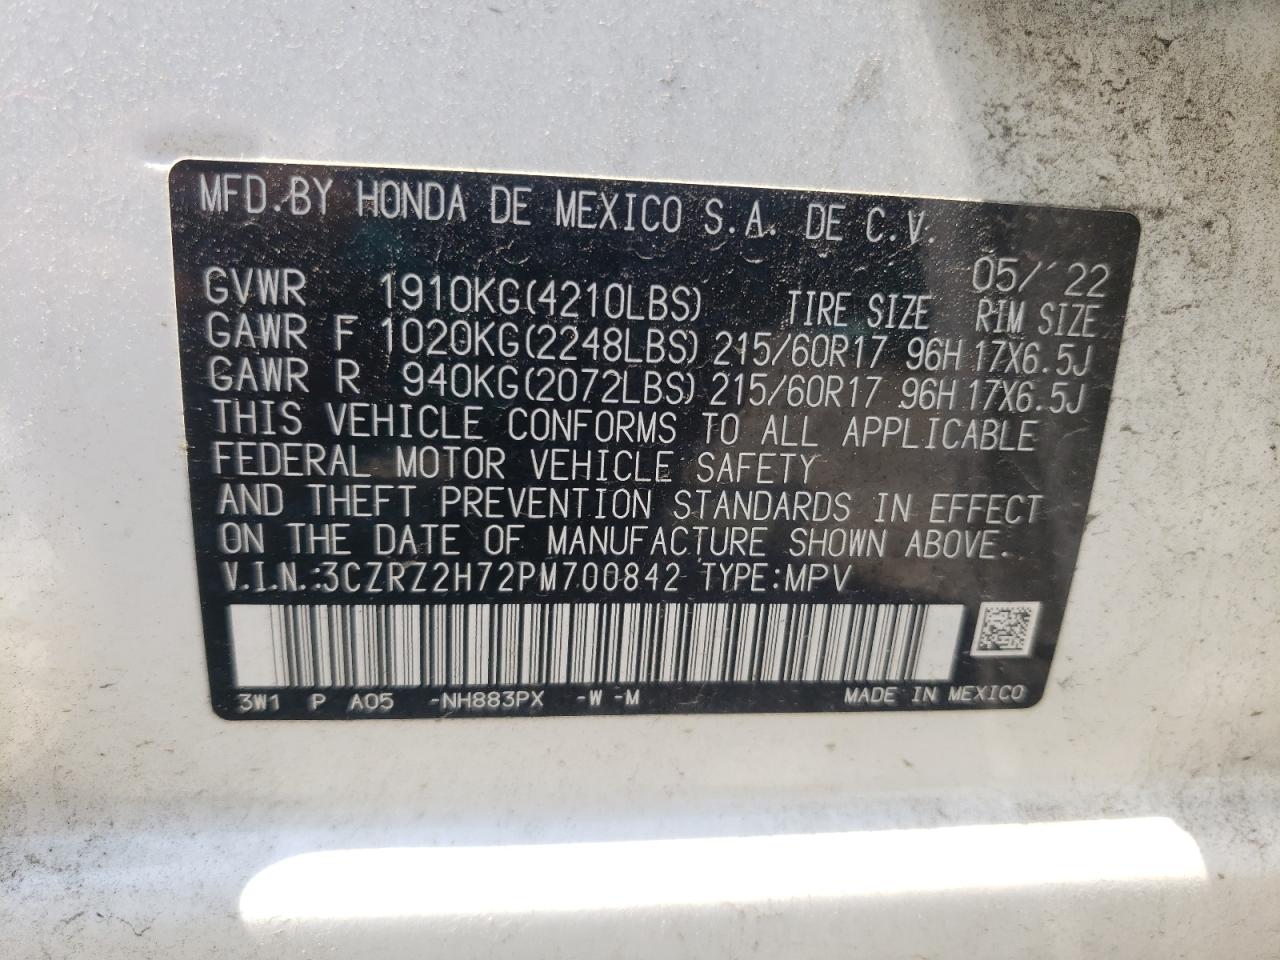 MFD.BY HONDA DE MEXICO S.A. DE C.V.
05/'22
GVWR 1910KG(4210LBS) TIRE SIZE RIM SIZE
GAWR F 1020KG(2248LBS) 215/60R17 96H 17X6.5J
GAWR R 940KG(2072LBS) 215/60R17 96H 17X6.5J
THIS VEHICLE CONFORMS TO ALL APPLICABLE
FEDERAL MOTOR VEHICLE SAFETY
AND THEFT PREVENTION STANDARDS IN EFFECT
ON THE DATE OF MANUFACTURE SHOWN ABOVE.
V.I.N.:3CZRZ2H72PM700842 TYPE:MPV
3W1 P A05 -NH883PX -W -M MADE IN MEXICO